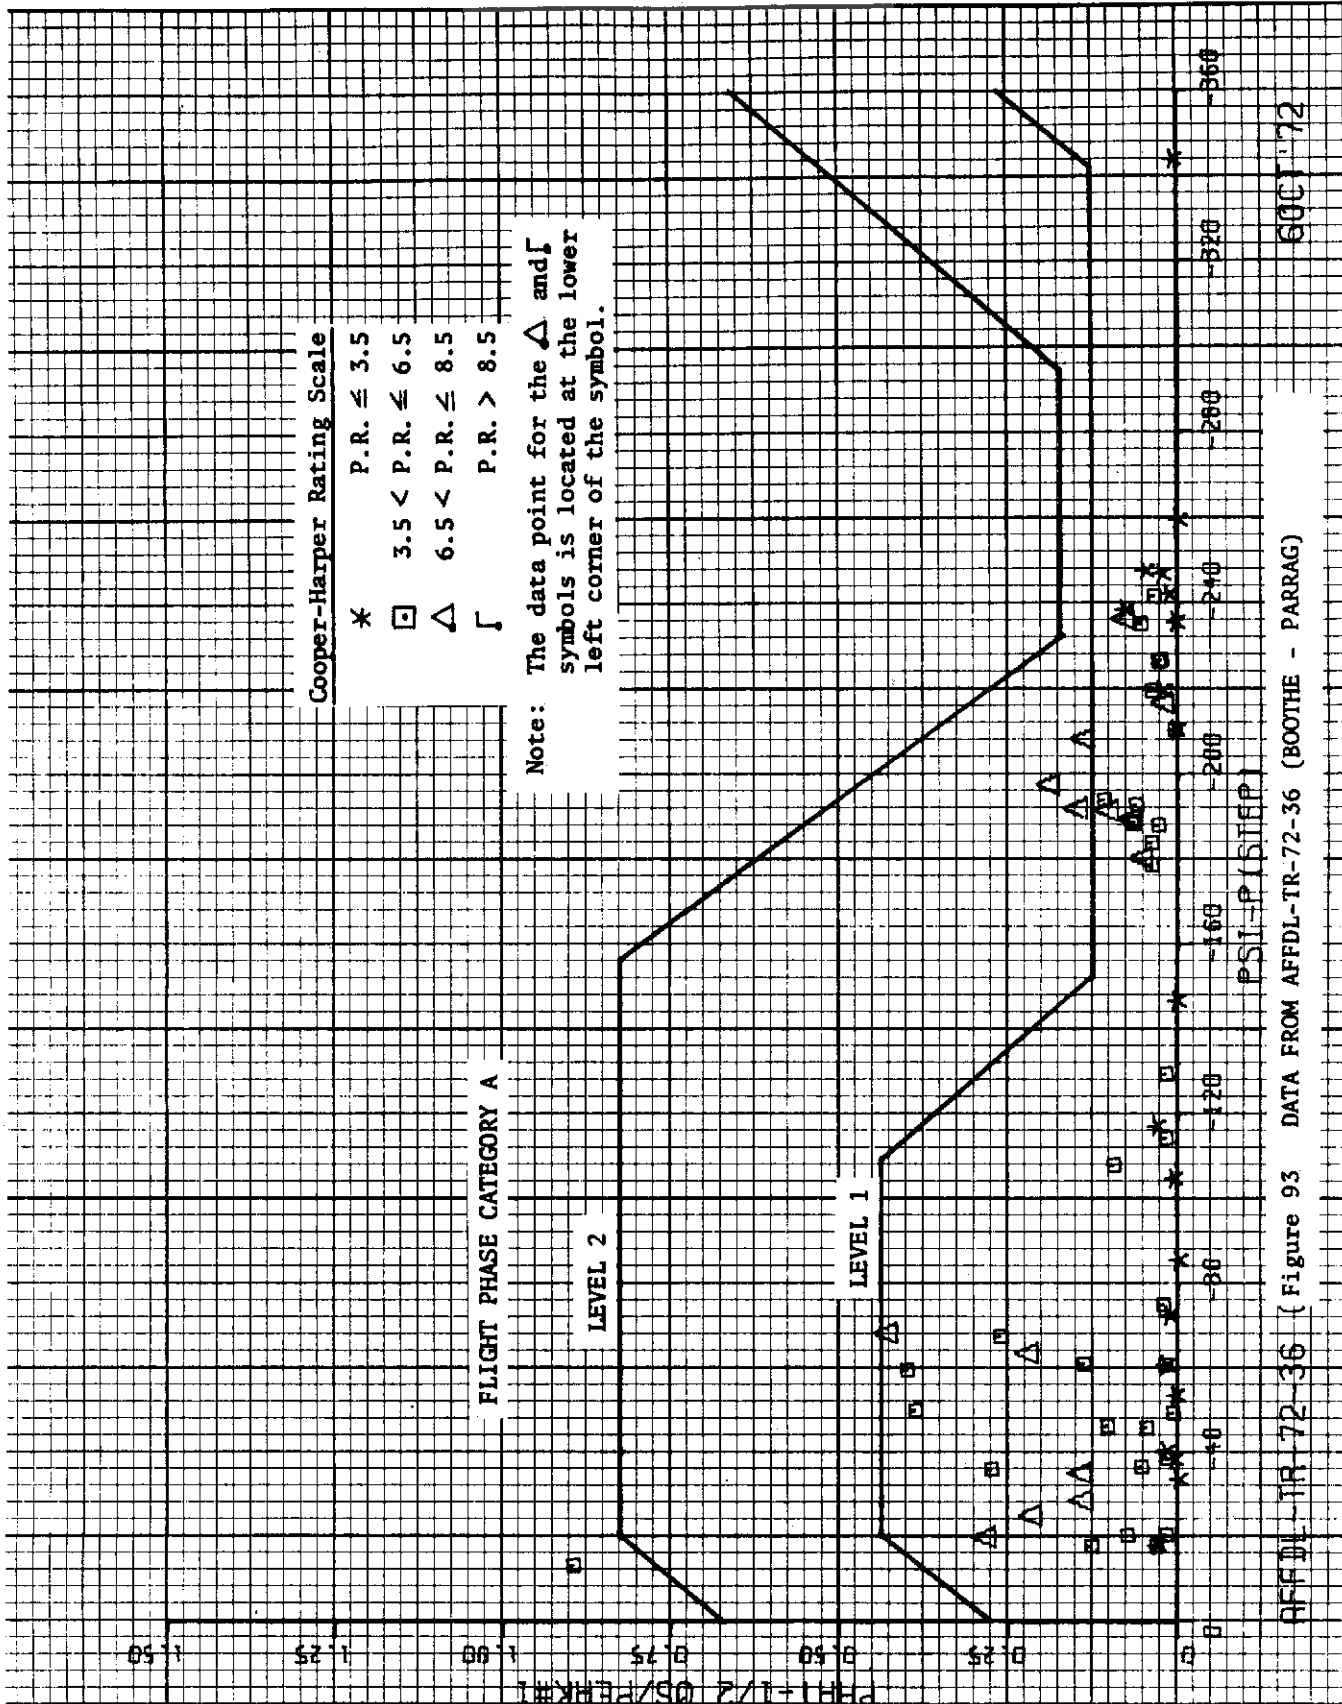 Cooper-Harper Rating Scale
P.R. ≤ 3.5
3.5 < P.R. ≤ 6.5
6.5 < P.R. ≤ 8.5
P.R. > 8.5
Note: The data point for the △ and Γ
symbols is located at the lower
left corner of the symbol.
FLIGHT PHASE CATEGORY A
LEVEL 2
LEVEL 1
1.50
1.25
1.00
0.75
0.50
0.25
0
0
-40
-80
-120
-160
-200
-240
-280
-320
-360
PSI-P(STEP)
AFFDL-TR-72-36 (Figure 93 DATA FROM AFFDL-TR-72-36 (BOOTHE - PARRAG)
6OCT'72